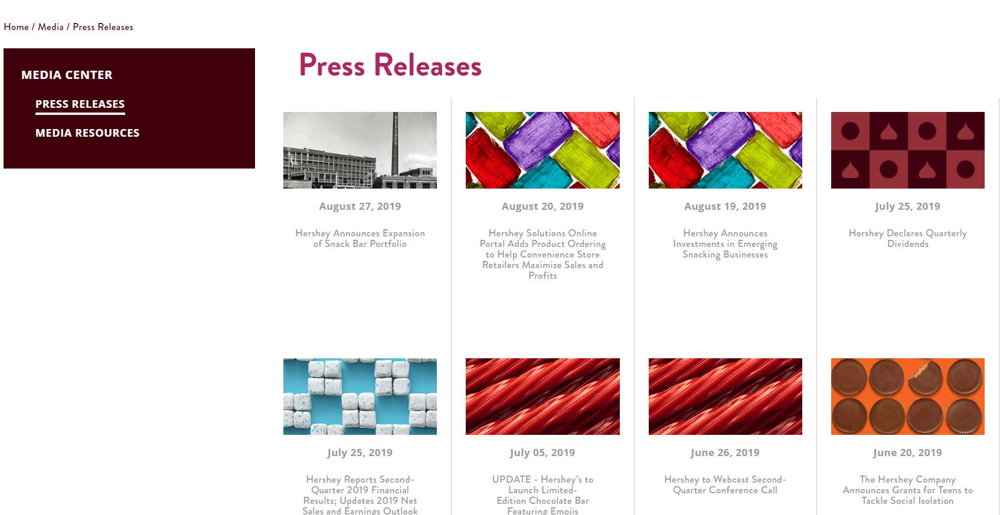 Home / Media / Press Releases
MEDIA CENTER
PRESS RELEASES
MEDIA RESOURCES
Press Releases
HERSHEY
August 27, 2019
Hershey Announces Expansion
of Snack Bar Portfolio
August 20, 2019
Hershey Solutions Online
Portal Adds Product Ordering
to Help Convenience Store
Retailers Maximize Sales and
Profits
August 19, 2019
Hershey Announces
Investments in Emerging
Snacking Businesses
July 25, 2019
Hershey Declares Quarterly
Dividends
July 25, 2019
Hershey Reports Second-
Quarter 2019 Financial
Results; Updates 2019 Net
Sales and Earnings Outlook
July 05, 2019
UPDATE - Hershey’s to
Launch Limited-
Edition Chocolate Bar
Featuring Emojis
June 26, 2019
Hershey to Webcast Second-
Quarter Conference Call
June 20, 2019
The Hershey Company
Announces Grants for Teens to
Tackle Social Isolation